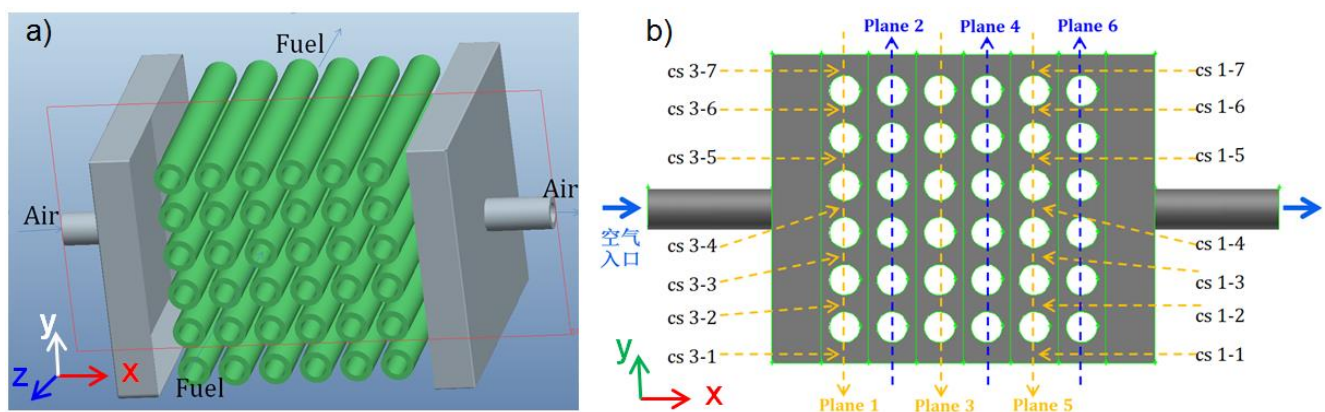 a)
Fuel
Air
Air
Fuel
y
z
x
b)
Plane 2
Plane 4
Plane 6
cs 3-7
cs 3-6
cs 3-5
cs 3-4
cs 3-3
cs 3-2
cs 3-1
cs 1-7
cs 1-6
cs 1-5
cs 1-4
cs 1-3
cs 1-2
cs 1-1
空气
入口
y
x
Plane 1
Plane 3
Plane 5